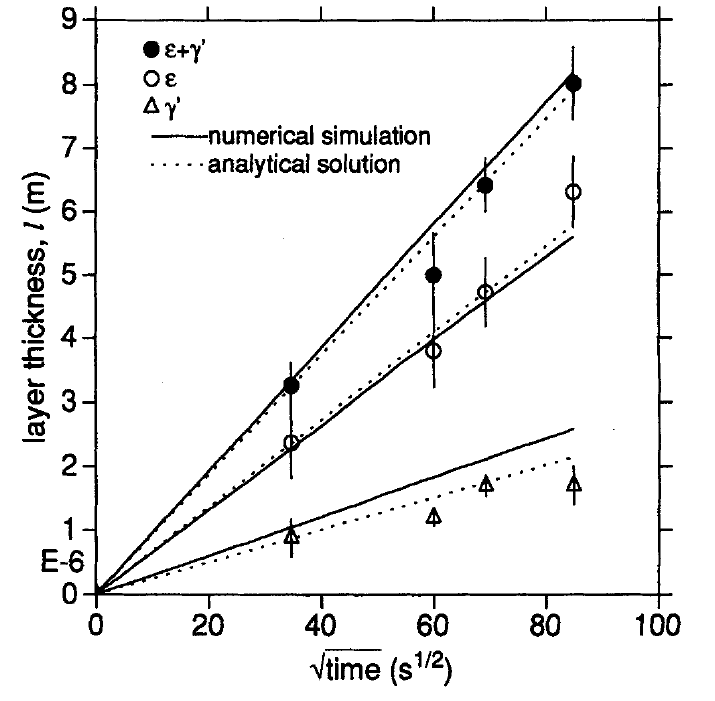 9
8
7
6
5
4
3
2
1
m-6
0
layer thickness, l (m)
ε+γ'
ε
γ'
numerical simulation
analytical solution
0 20 40 60 80 100
√time (s^1/2)